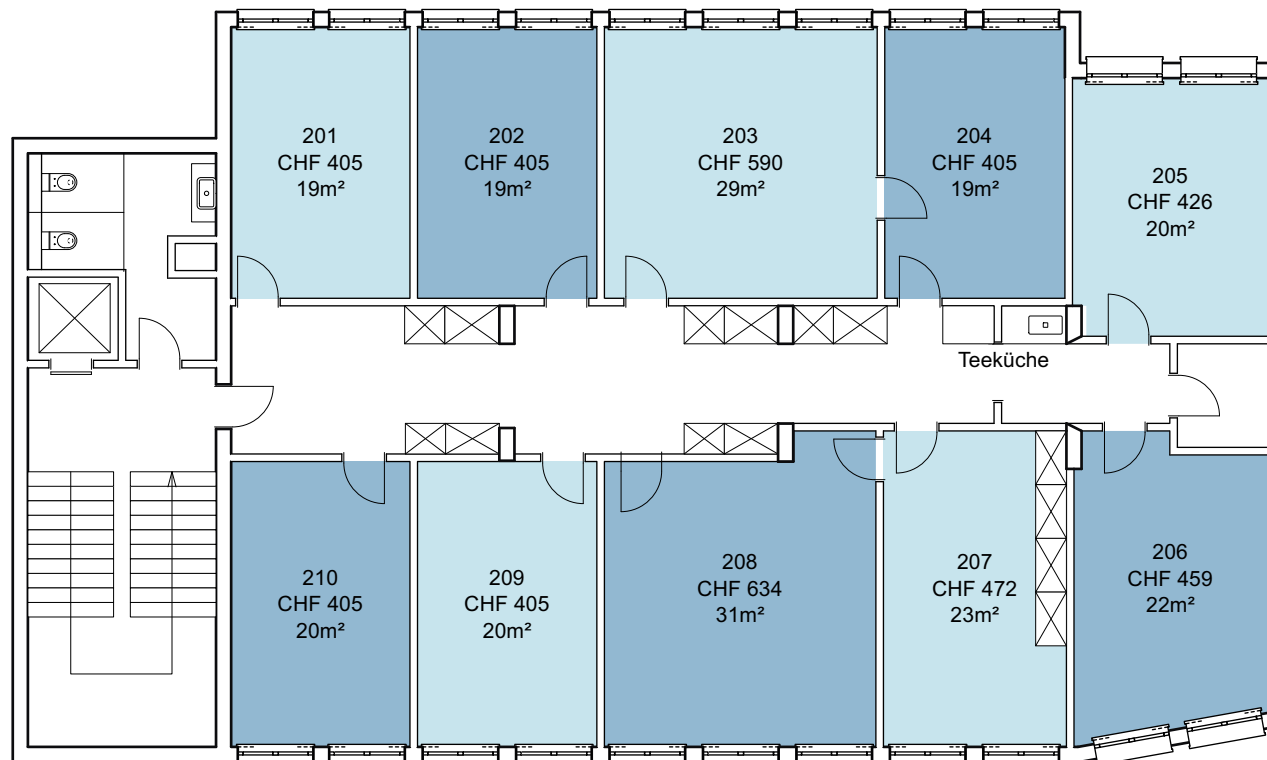 201
CHF 405
19m²
202
CHF 405
19m²
203
CHF 590
29m²
204
CHF 405
19m²
205
CHF 426
20m²
Teeküche
210
CHF 405
20m²
209
CHF 405
20m²
208
CHF 634
31m²
207
CHF 472
23m²
206
CHF 459
22m²